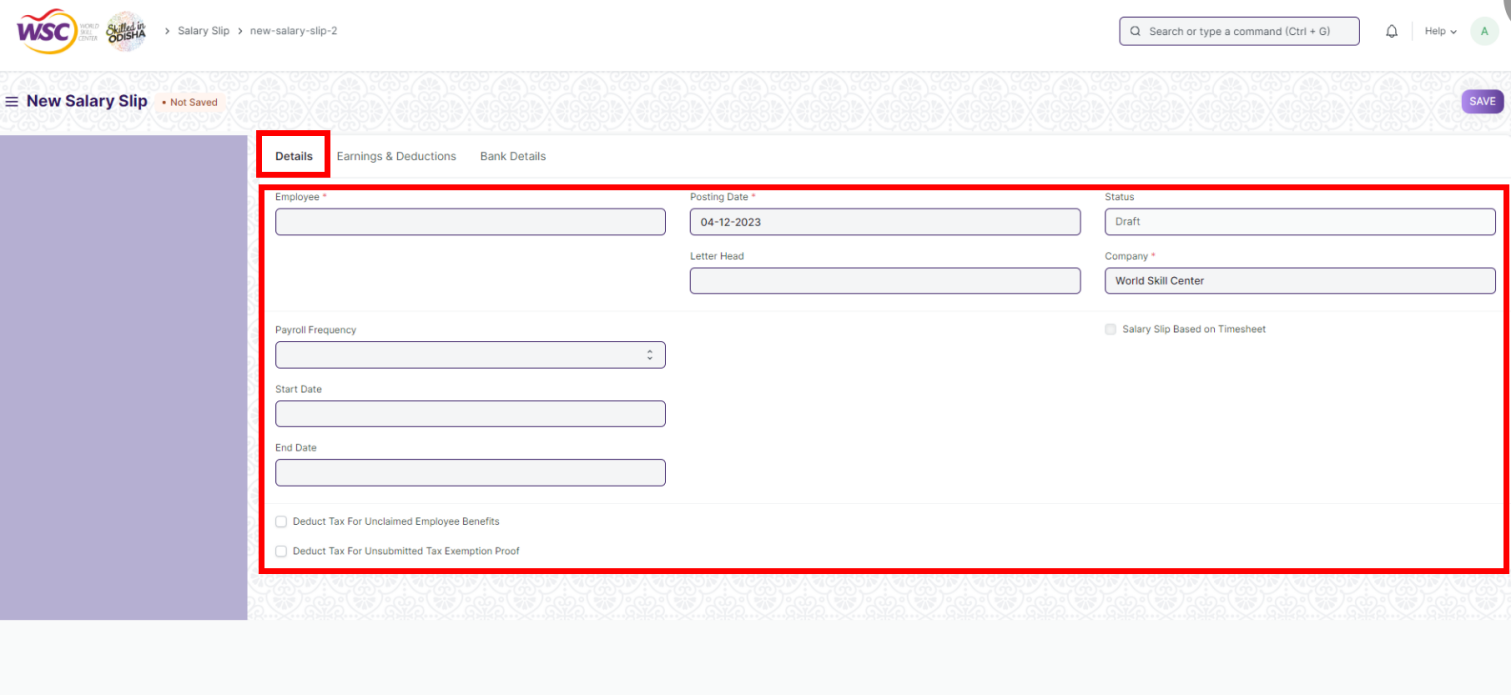 WSC WORLD SKILL CENTER Skilled in ODISHA > Salary Slip > new-salary-slip-2 Search or type a command (Ctrl + G) Help A
New Salary Slip • Not Saved SAVE
Details Earnings & Deductions Bank Details
Employee * Posting Date * Status
04-12-2023 Draft
Letter Head Company *
World Skill Center
Payroll Frequency Salary Slip Based on Timesheet
Start Date
End Date
Deduct Tax For Unclaimed Employee Benefits
Deduct Tax For Unsubmitted Tax Exemption Proof